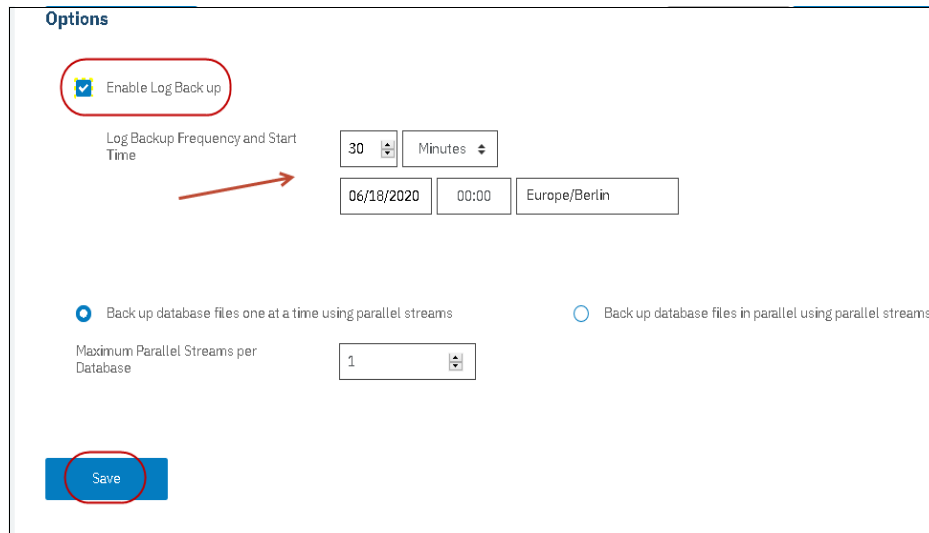 Options
Enable Log Back up
Log Backup Frequency and Start
Time
30 Minutes
06/18/2020 00:00 Europe/Berlin
Back up database files one at a time using parallel streams
Back up database files in parallel using parallel streams
Maximum Parallel Streams per
Database
1
Save